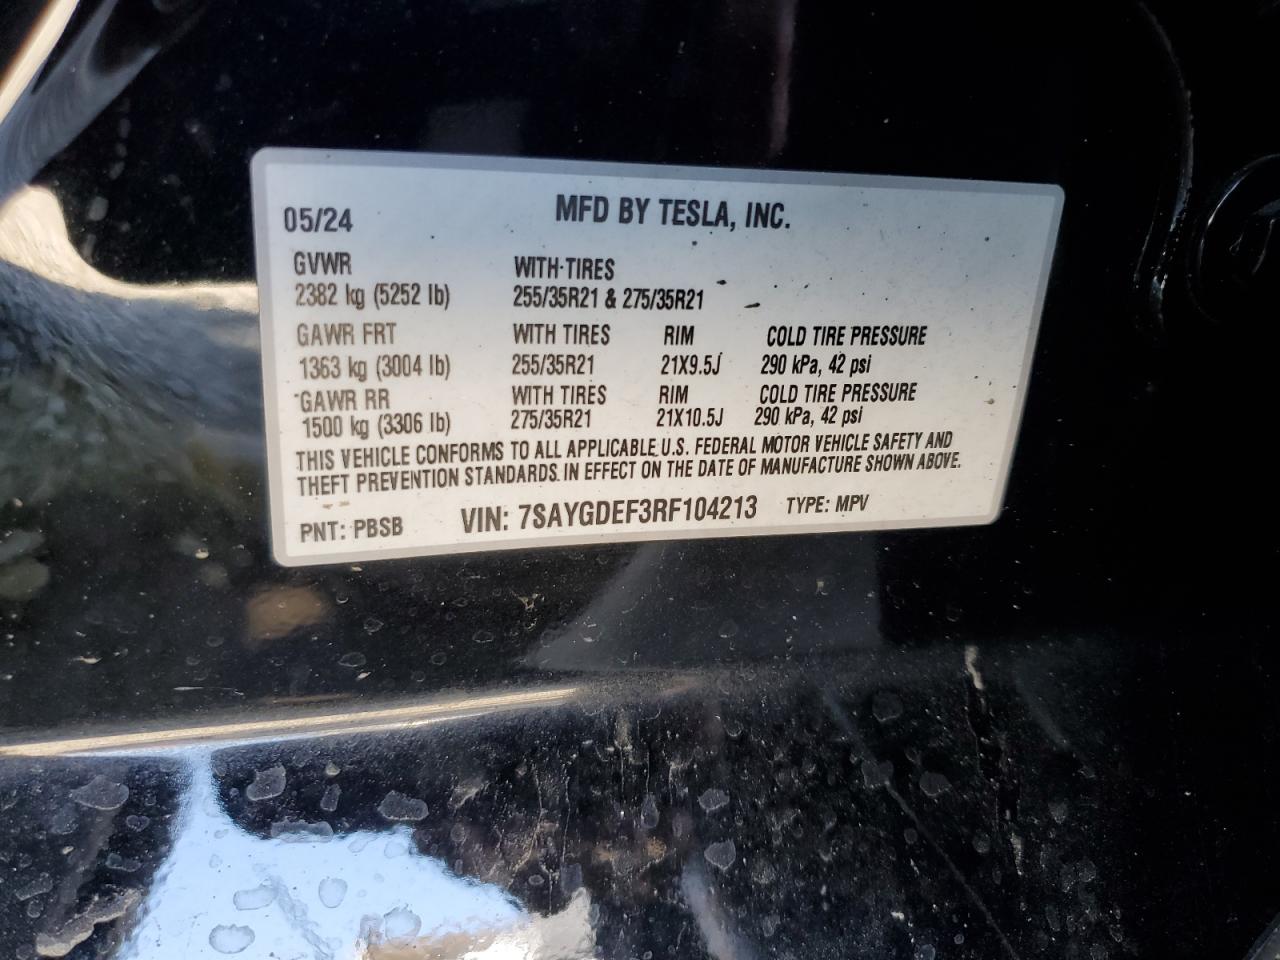 05/24 MFD BY TESLA, INC.
GVWR WITH TIRES
2382 kg (5252 lb) 255/35R21 & 275/35R21
GAWR FRT WITH TIRES RIM COLD TIRE PRESSURE
1363 kg (3004 lb) 255/35R21 21X9.5J 290 kPa, 42 psi
GAWR RR WITH TIRES RIM COLD TIRE PRESSURE
1500 kg (3306 lb) 275/35R21 21X10.5J 290 kPa, 42 psi
THIS VEHICLE CONFORMS TO ALL APPLICABLE U.S. FEDERAL MOTOR VEHICLE SAFETY AND
THEFT PREVENTION STANDARDS IN EFFECT ON THE DATE OF MANUFACTURE SHOWN ABOVE.
PNT: PBSB VIN: 7SAYGDEF3RF104213 TYPE: MPV